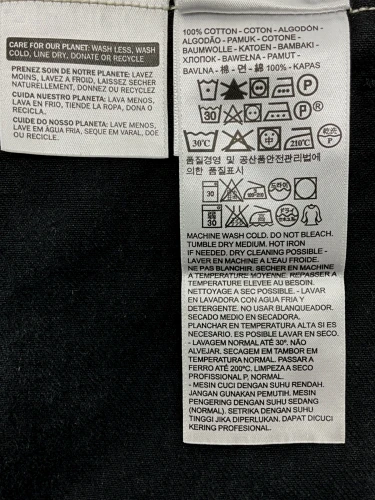 CARE FOR OUR PLANET: WASH LESS, WASH
COLD, LINE DRY, DONATE OR RECYCLE
PRENEZ SOIN DE NOTRE PLANETE: LAVEZ
MOINS, LAVEZ A FROID, LAISSEZ SECHER
NATURELLEMENT, DONNEZ OU RECYCLEZ
CUIDA NUESTRO PLANETA: LAVA MENOS,
LAVA EN FRIO, TIENDE LA ROPA, DONA O
RECICLA.
CUIDE DO NOSSO PLANETA: LAVE MENOS,
LAVE EM ÁGUA FRIA, SEQUE EM VARAL, DOE
OU RECICLE.
100% COTTON - COTON - ALGODÓN -
ALGODÃO - PAMUK - COTONE -
BAUMWOLLE - KATOEN - BAMBAKI -
ХЛОПОК - BAWEŁNA - PAMUT -
BAVLNA - 棉 - 면 - 綿 100% - KAPAS
P
30 P
30°C 210°C P
품질경영 및 공산품안전관리법에
의한 품질표시
30
30
MACHINE WASH COLD. DO NOT BLEACH.
TUMBLE DRY MEDIUM. HOT IRON
IF NEEDED. DRY CLEANING POSSIBLE -
LAVER EN MACHINE A L'EAU FROIDE.
NE PAS BLANCHIR. SECHER EN MACHINE
A TEMPERATURE MOYENNE. REPASSER A
TEMPERATURE ELEVEE AU BESOIN.
NETTOYAGE A SEC POSSIBLE. - LAVAR
EN LAVADORA CON AGUA FRIA Y
DETERGENTE. NO USAR BLANQUEADOR.
SECADO MEDIO EN SECADORA.
PLANCHAR EN TEMPERATURA ALTA SI ES
NECESARIO. ES POSIBLE LAVAR EN SECO.
- LAVAGEM NORMAL ATÉ 30º. NÃO
ALVEJAR. SECAGEM EM TAMBOR EM
TEMPERATURA NORMAL. PASSAR A
FERRO ATÉ 200ºC. LIMPEZA A SECO
PROFISSIONAL P, NORMAL.
- MESIN CUCI DENGAN SUHU RENDAH.
JANGAN GUNAKAN PEMUTIH. MESIN
PENGERING DENGAN SUHU SEDANG
(NORMAL). SETRIKA DENGAN SUHU
TINGGI JIKA DIPERLUKAN. DAPAT DICUCI
KERING PROFESIONAL.